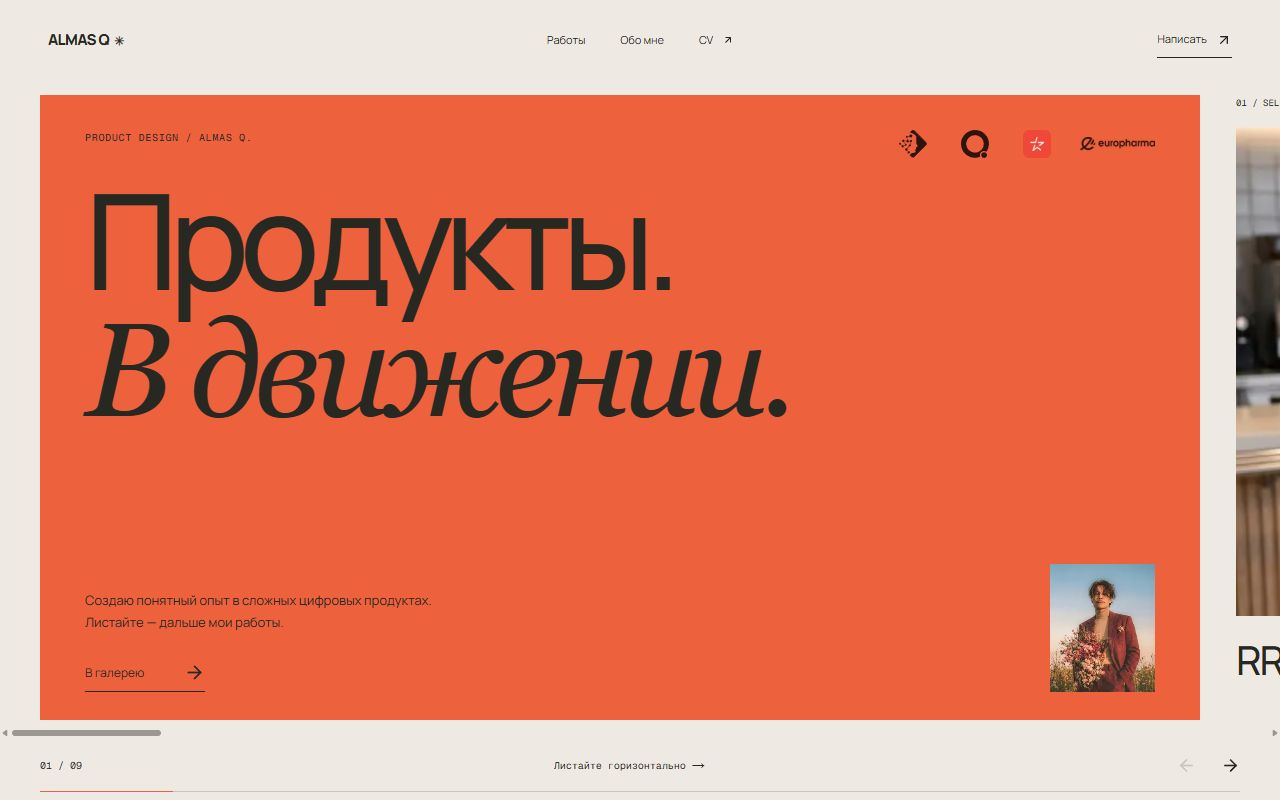 ALMAS Q ✳
Работы
Обо мне
CV
Написать
PRODUCT DESIGN / ALMAS Q.
europharma
Продукты.
В движении.
Создаю понятный опыт в сложных цифровых продуктах.
Листайте — дальше мои работы.
В галерею
01 / SEL
RR
01 / 09
Листайте горизонтально →